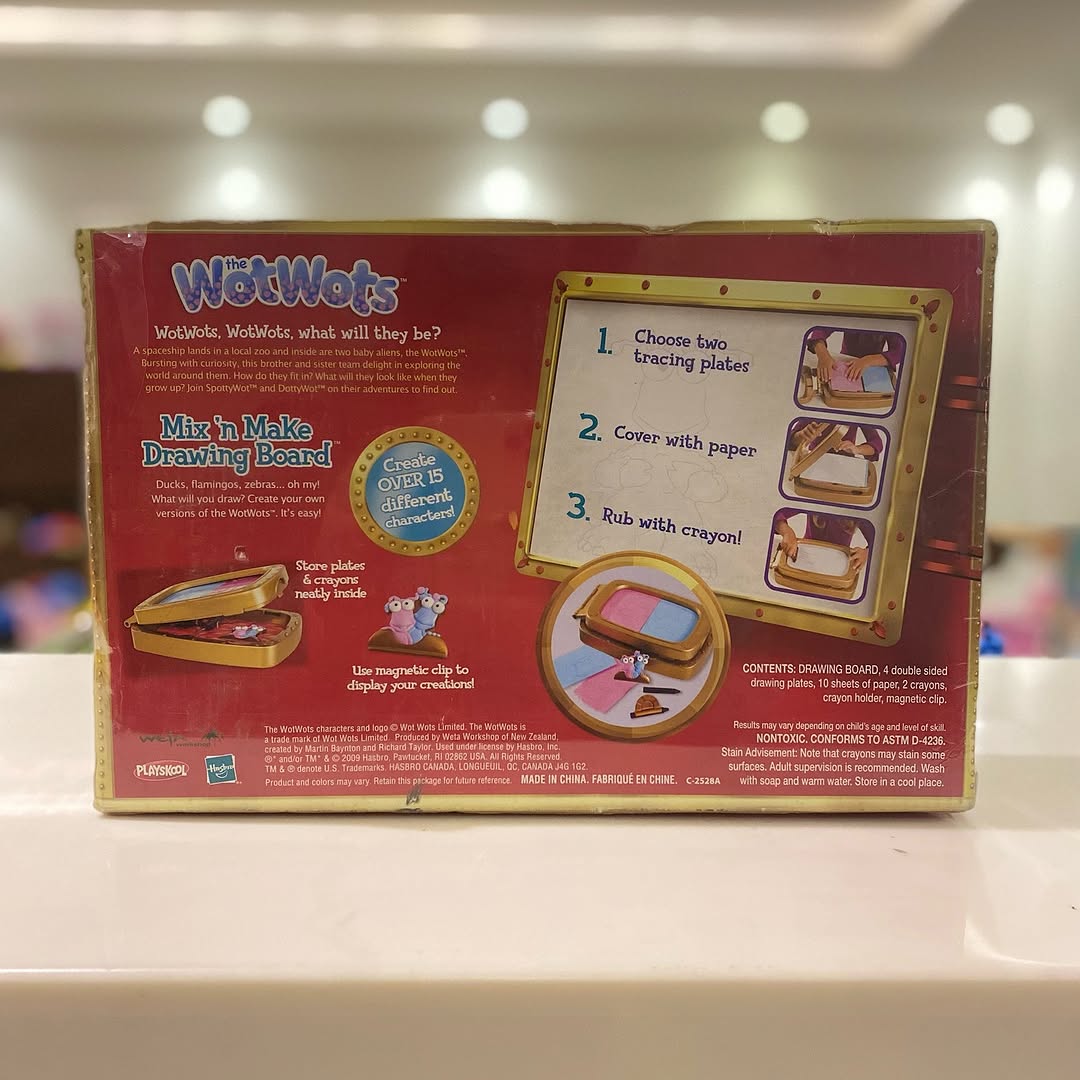 the
WotWots™
WotWots, WotWots, what will they be?
A spaceship lands in a local zoo and inside are two baby aliens, the WotWots™.
Bursting with curiosity, this brother and sister team delight in exploring the
world around them. How do they fit in? What will they look like when they
grow up? Join SpottyWot™ and DottyWot™ on their adventures to find out.
Mix 'n Make
Drawing Board™
Ducks, flamingos, zebras... oh my!
What will you draw? Create your own
versions of the WotWots™. It's easy!
Create
OVER 15
different
characters!
Store plates
& crayons
neatly inside
Use magnetic clip to
display your creations!
1. Choose two
tracing plates
2. Cover with paper
3. Rub with crayon!
CONTENTS: DRAWING BOARD, 4 double sided
drawing plates, 10 sheets of paper, 2 crayons,
crayon holder, magnetic clip.
Results may vary depending on child's age and level of skill.
NONTOXIC. CONFORMS TO ASTM D-4236.
Stain Advisement: Note that crayons may stain some
surfaces. Adult supervision is recommended. Wash
with soap and warm water. Store in a cool place.
weta
workshop
PLAYSKOOL
Hasbro
The WotWots characters and logo © Wot Wots Limited. The WotWots is
a trade mark of Wot Wots Limited. Produced by Weta Workshop of New Zealand,
created by Martin Baynton and Richard Taylor. Used under license by Hasbro, Inc.
®* and/or TM* & © 2009 Hasbro, Pawtucket, RI 02862 USA. All Rights Reserved.
TM & ® denote U.S. Trademarks. HASBRO CANADA, LONGUEUIL, QC, CANADA J4G 1G2.
Product and colors may vary. Retain this package for future reference. MADE IN CHINA. FABRIQUÉ EN CHINE. C-2528A